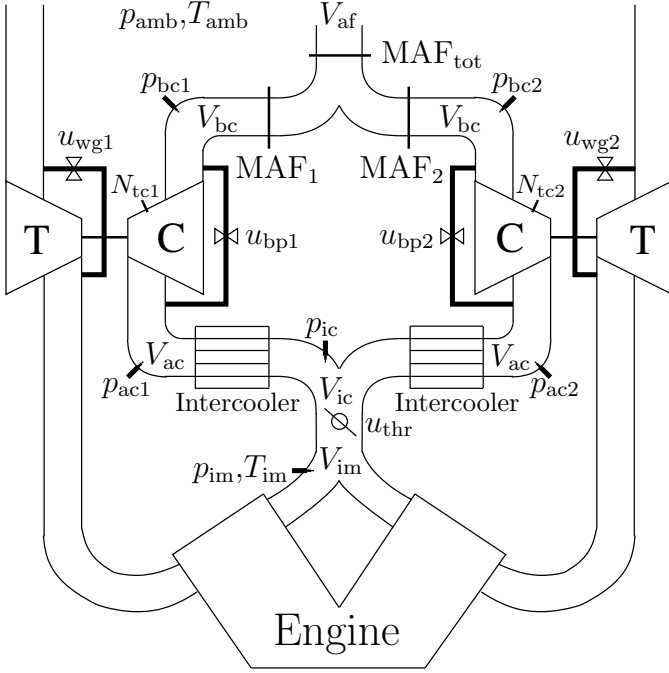 p_amb, T_amb
V_af
MAF_tot
p_bc1
p_bc2
V_bc
V_bc
u_wg1
u_wg2
MAF_1
MAF_2
N_tc1
N_tc2
T
C
u_bp1
u_bp2
C
T
p_ic
V_ac
V_ac
p_ac1
V_ic
p_ac2
Intercooler
Intercooler
u_thr
p_im,T_im
V_im
Engine